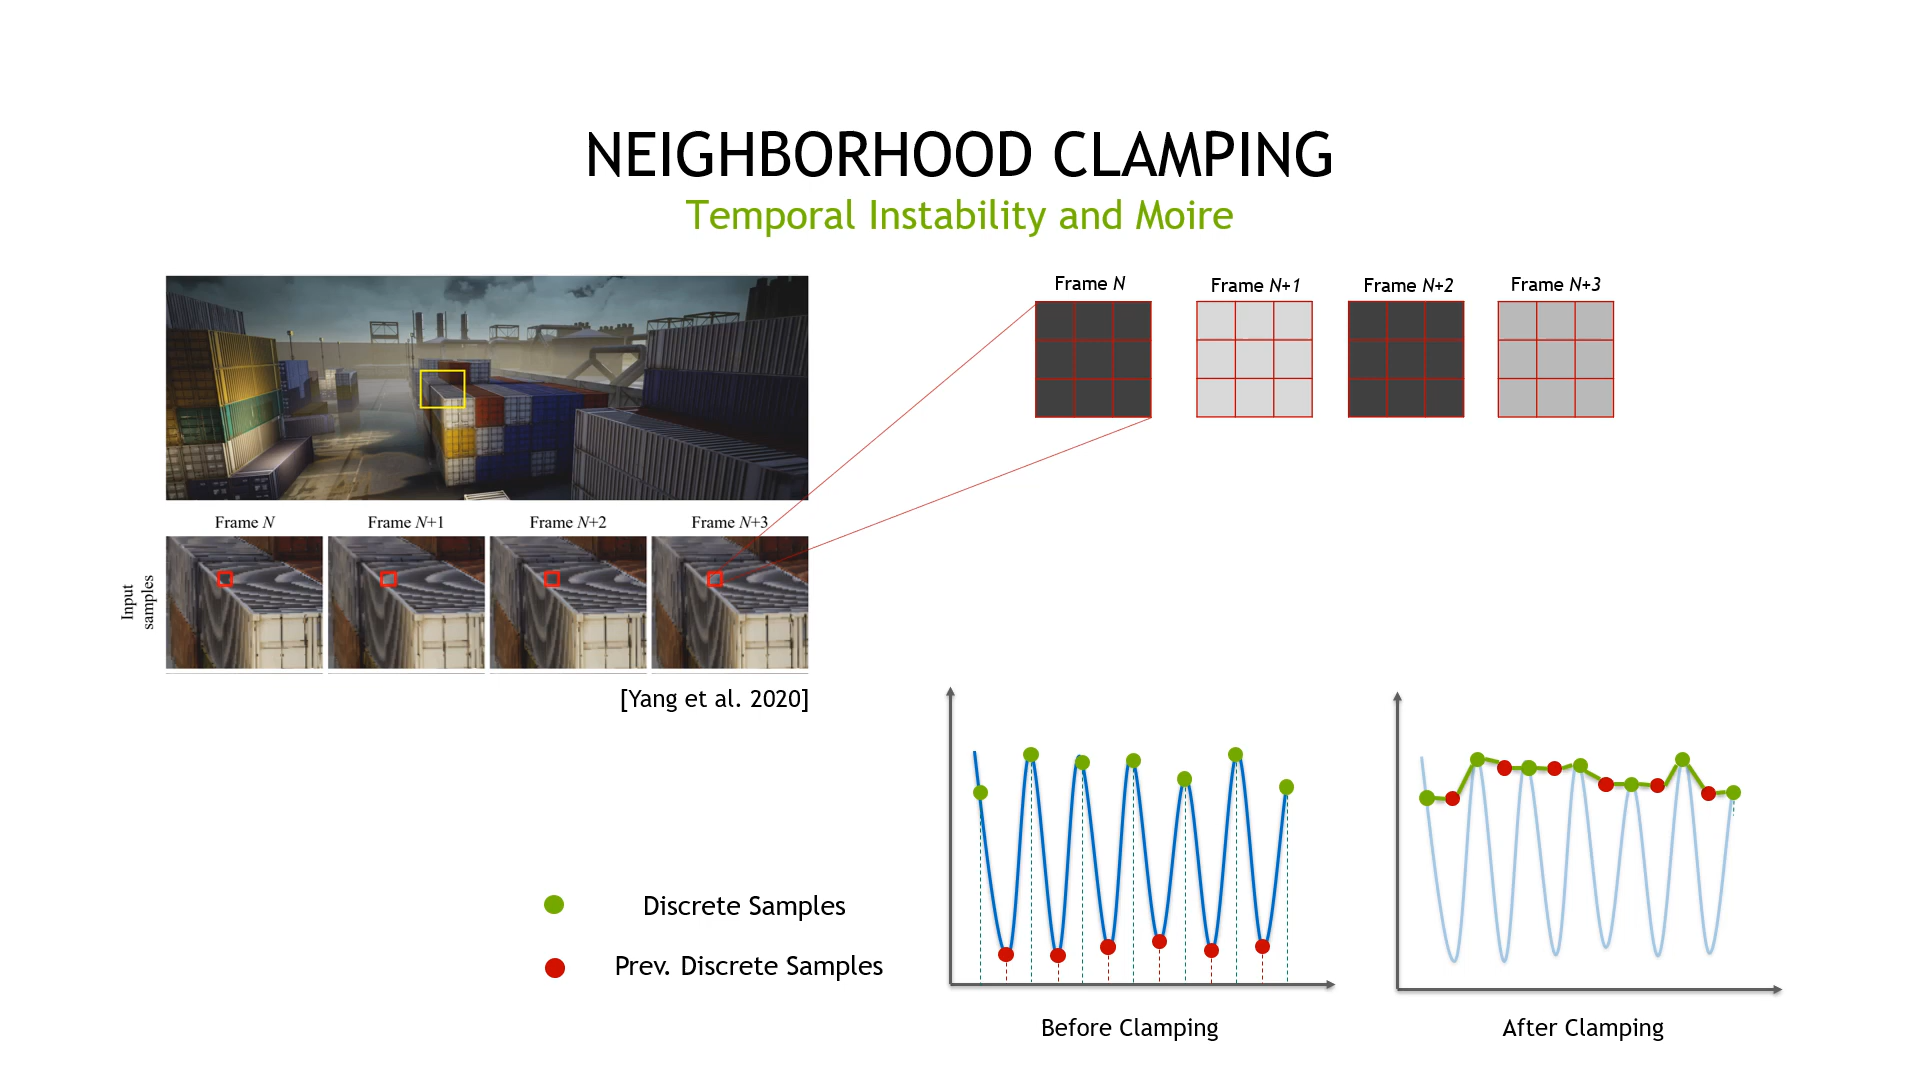 NEIGHBORHOOD CLAMPING
Temporal Instability and Moire
Frame N
Frame N+1
Frame N+2
Frame N+3
Frame N
Frame N+1
Frame N+2
Frame N+3
Input
samples
[Yang et al. 2020]
Discrete Samples
Prev. Discrete Samples
Before Clamping
After Clamping